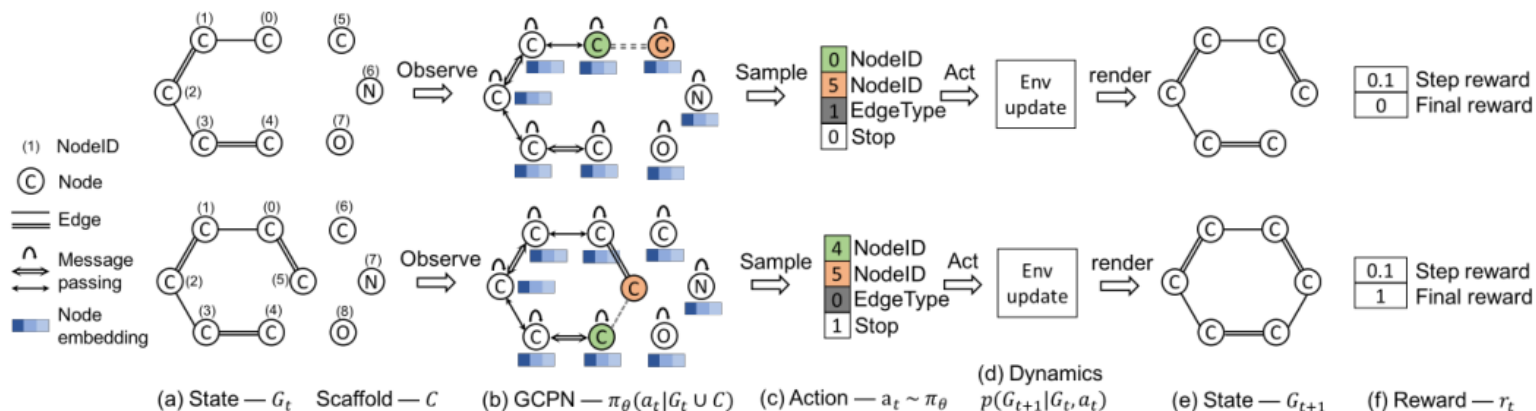 (1) (0) (5)
C C C
(6)
Observe
C (2) N
(3) (4) (7)
C C O
C C C
C N
C C O
Sample
0 NodeID
5 NodeID
1 EdgeType
0 Stop
Act
Env
update
render
C C
C C
C C
0.1 Step reward
0 Final reward
(1) NodeID
C Node
Edge
Message
passing
Node
embedding
(1) (0) (6)
C C C
(7)
Observe
C (2) (5) C N
(3) (4) (8)
C C O
C C C
C C N
C C O
Sample
4 NodeID
5 NodeID
0 EdgeType
1 Stop
Act
Env
update
render
C C
C C
C C
0.1 Step reward
1 Final reward
(a) State — G_t
Scaffold — C
(b) GCPN — π_θ(a_t|G_t ∪ C)
(c) Action — a_t ~ π_θ
(d) Dynamics
p(G_{t+1}|G_t, a_t)
(e) State — G_{t+1}
(f) Reward — r_t